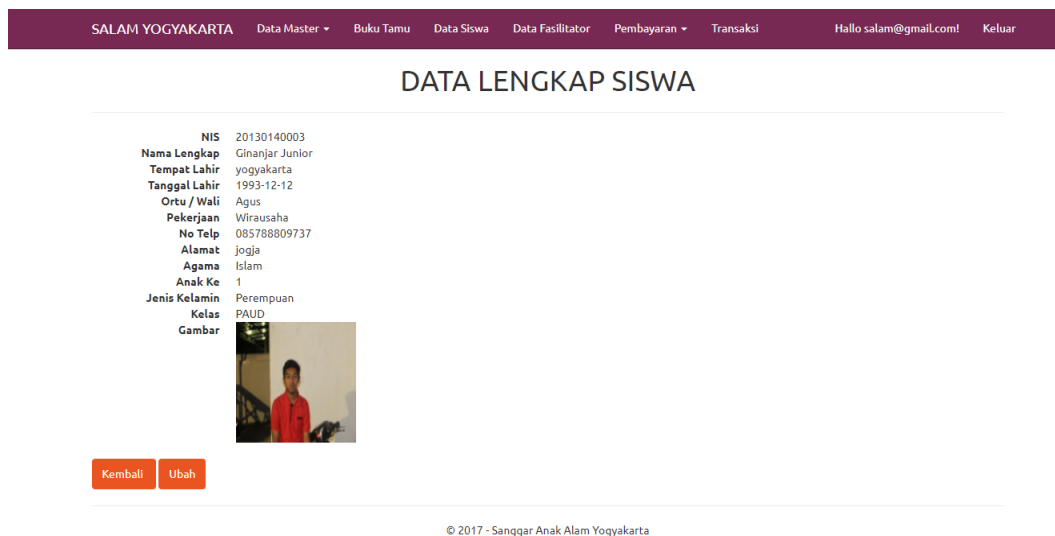 SALAM YOGYAKARTA Data Master Buku Tamu Data Siswa Data Fasilitator Pembayaran Transaksi Hallo salam@gmail.com! Keluar
DATA LENGKAP SISWA
NIS 20130140003
Nama Lengkap Ginanjar Junior
Tempat Lahir yogyakarta
Tanggal Lahir 1993-12-12
Ortu / Wali Agus
Pekerjaan Wirausaha
No Telp 085788809737
Alamat jogja
Agama Islam
Anak Ke 1
Jenis Kelamin Perempuan
Kelas PAUD
Gambar
Kembali Ubah
© 2017 - Sanggar Anak Alam Yogyakarta